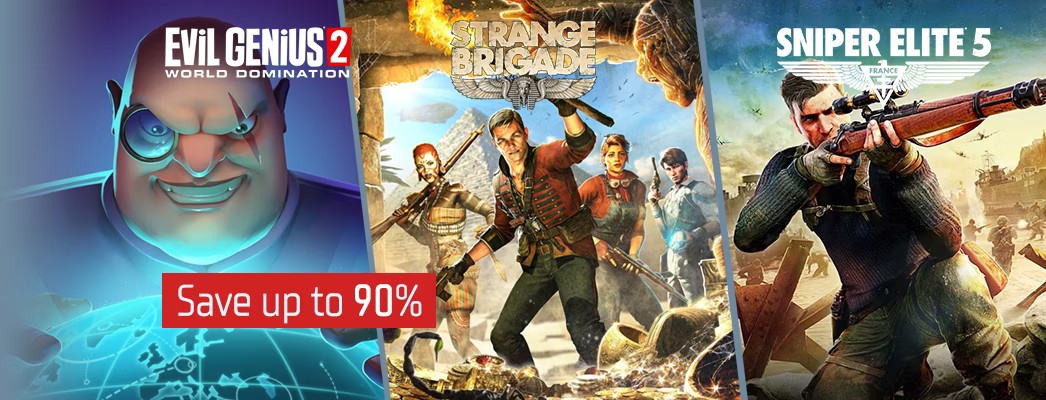 EVIL GENIUS 2
WORLD DOMINATION
STRANGE
BRIGADE
SNIPER ELITE 5
FRANCE
Save up to 90%